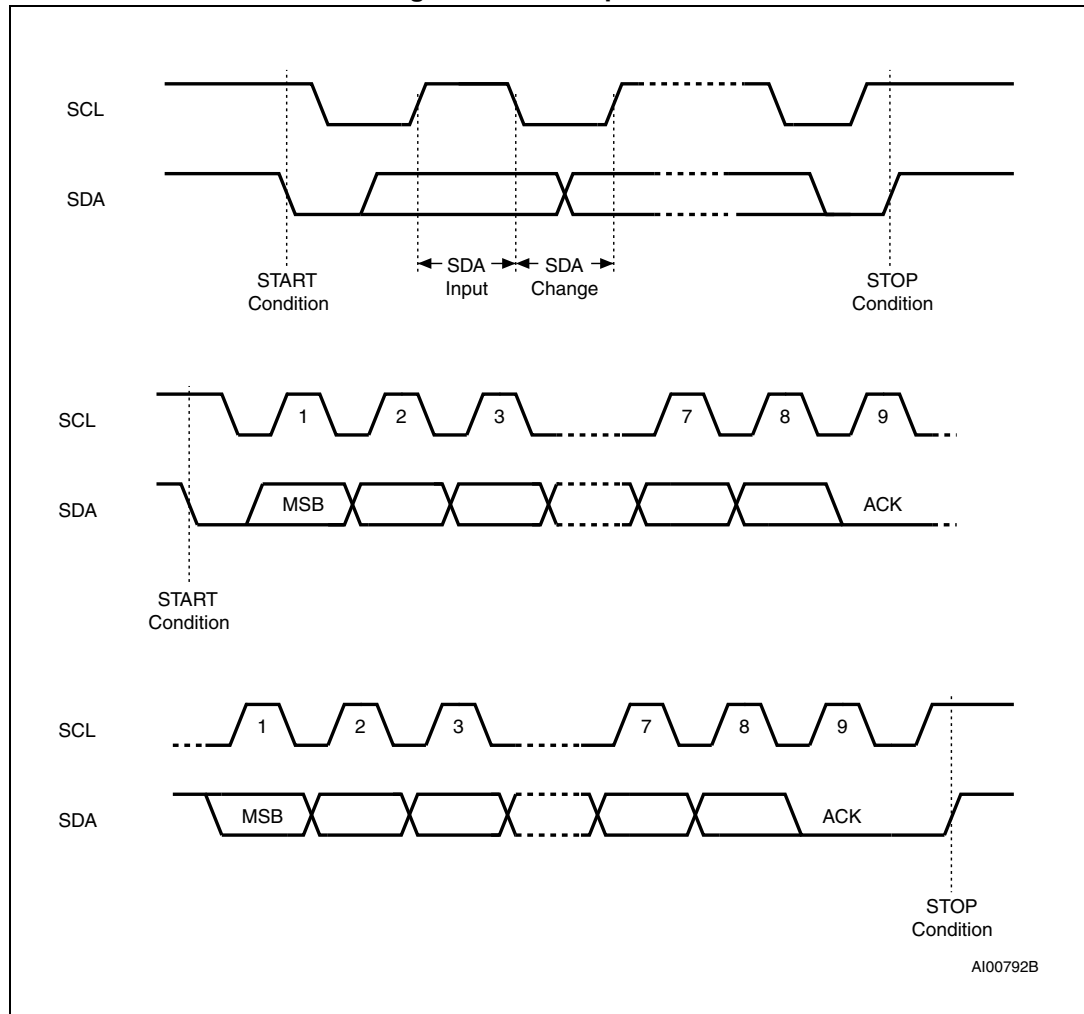 SCL
SDA
SDA
Input
SDA
Change
START
Condition
STOP
Condition
SCL
1 2 3 7 8 9
SDA
MSB ACK
START
Condition
SCL
1 2 3 7 8 9
SDA
MSB ACK
STOP
Condition
AI00792B